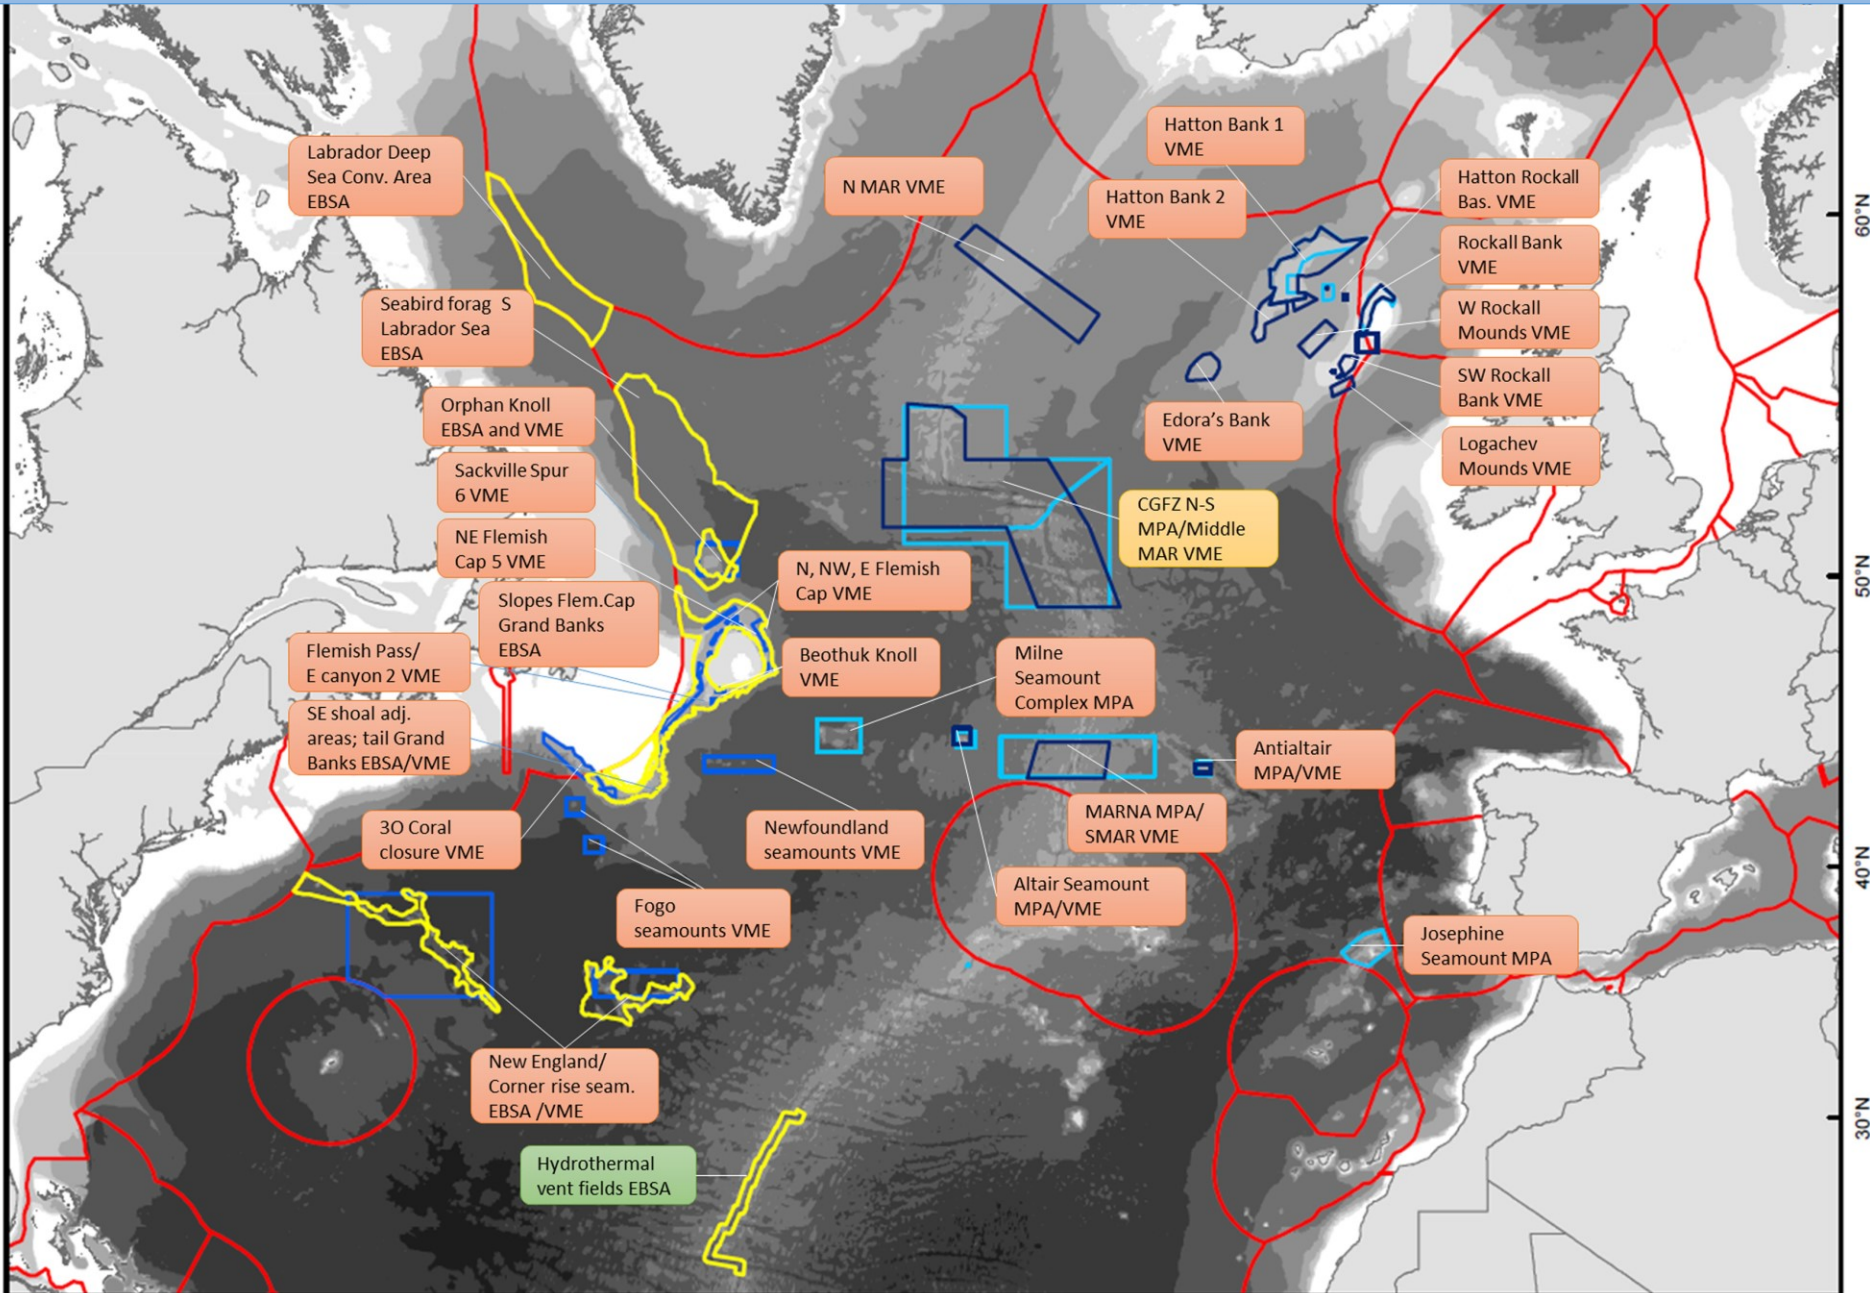 Labrador Deep
Sea Conv. Area
EBSA
Seabird forag S
Labrador Sea
EBSA
Orphan Knoll
EBSA and VME
Sackville Spur
6 VME
NE Flemish
Cap 5 VME
Slopes Flem.Cap
Grand Banks
EBSA
Flemish Pass/
E canyon 2 VME
SE shoal adj.
areas; tail Grand
Banks EBSA/VME
3O Coral
closure VME
N MAR VME
Hatton Bank 1
VME
Hatton Bank 2
VME
Hatton Rockall
Bas. VME
Rockall Bank
VME
W Rockall
Mounds VME
SW Rockall
Bank VME
Logachev
Mounds VME
Edora's Bank
VME
CGFZ N-S
MPA/Middle
MAR VME
N, NW, E Flemish
Cap VME
Beothuk Knoll
VME
Milne
Seamount
Complex MPA
Antialtair
MPA/VME
MARNA MPA/
SMAR VME
Newfoundland
seamounts VME
Altair Seamount
MPA/VME
Fogo
seamounts VME
Josephine
Seamount MPA
New England/
Corner rise seam.
EBSA /VME
Hydrothermal
vent fields EBSA
60°N
50°N
40°N
30°N